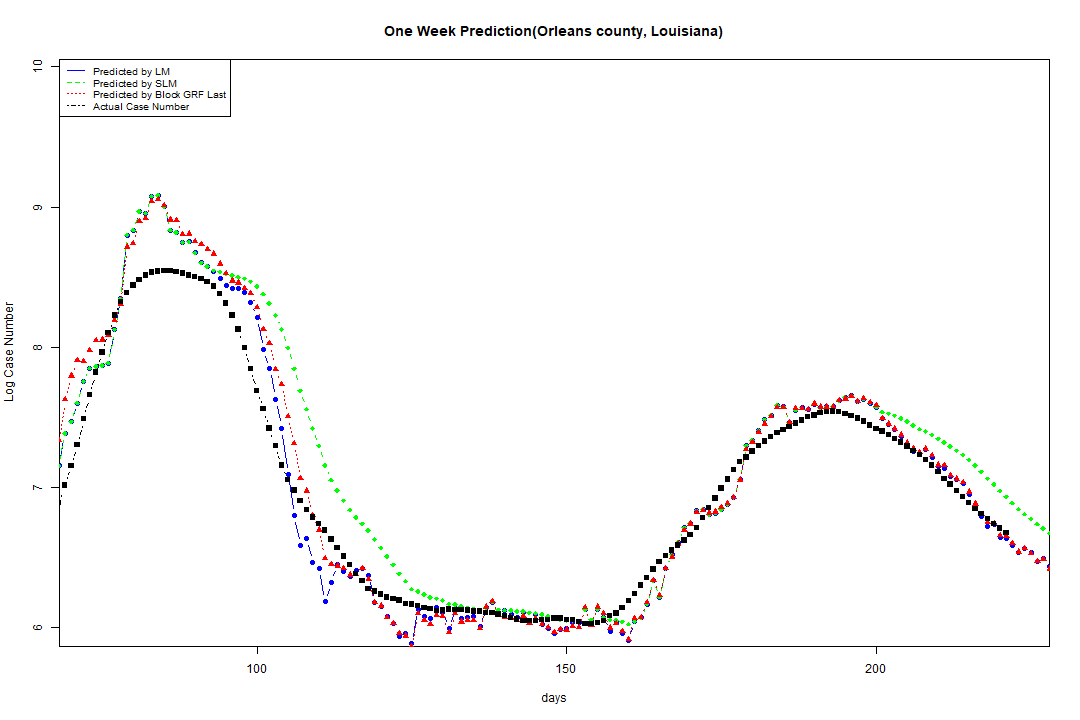 One Week Prediction(Orleans county, Louisiana)
Predicted by LM
Predicted by SLM
Predicted by Block GRF Last
Actual Case Number
10
9
8
7
6
Log Case Number
100
150
200
days